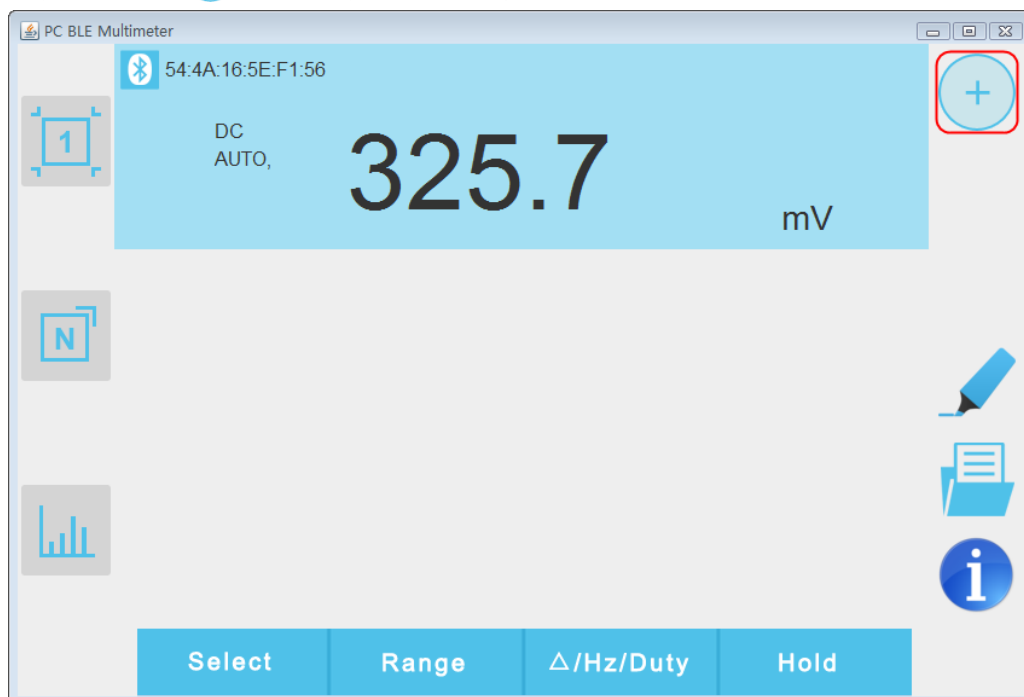 PC BLE Multimeter
54:4A:16:5E:F1:56
DC
AUTO,
325.7
mV
1
N
Select
Range
△/Hz/Duty
Hold